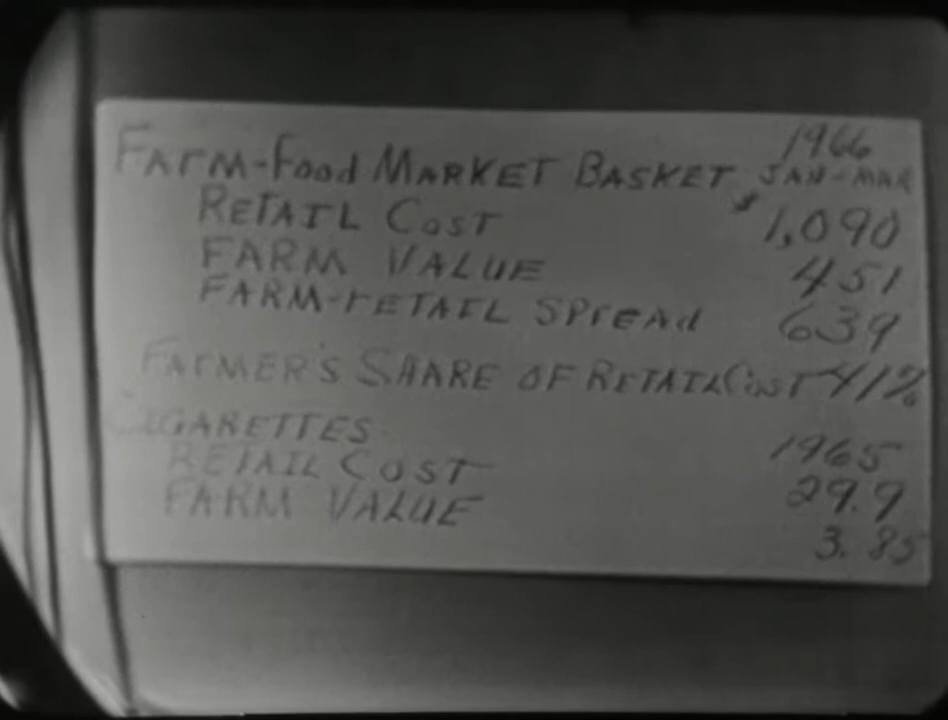 1966
FARM-Food MARKET BASKET JAN-MAR
RETAIL COST $1,090
FARM VALUE 451
FARM-rETAIL SPrEAd 639
FARMER'S SHARE OF RETAIL COST 41%
CIGARETTES 1965
RETAIL COST 29.9
FARM VALUE 3.85